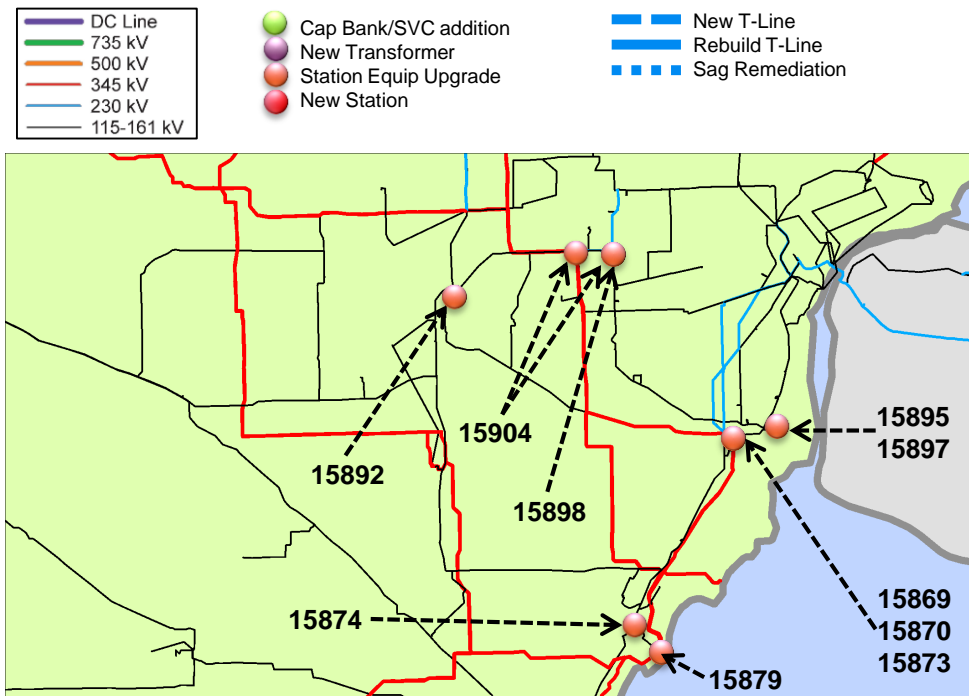 DC Line
735 kV
500 kV
345 kV
230 kV
115-161 kV
Cap Bank/SVC addition
New Transformer
Station Equip Upgrade
New Station
New T-Line
Rebuild T-Line
Sag Remediation
15904
15892
15898
15895
15897
15869
15870
15873
15874
15879